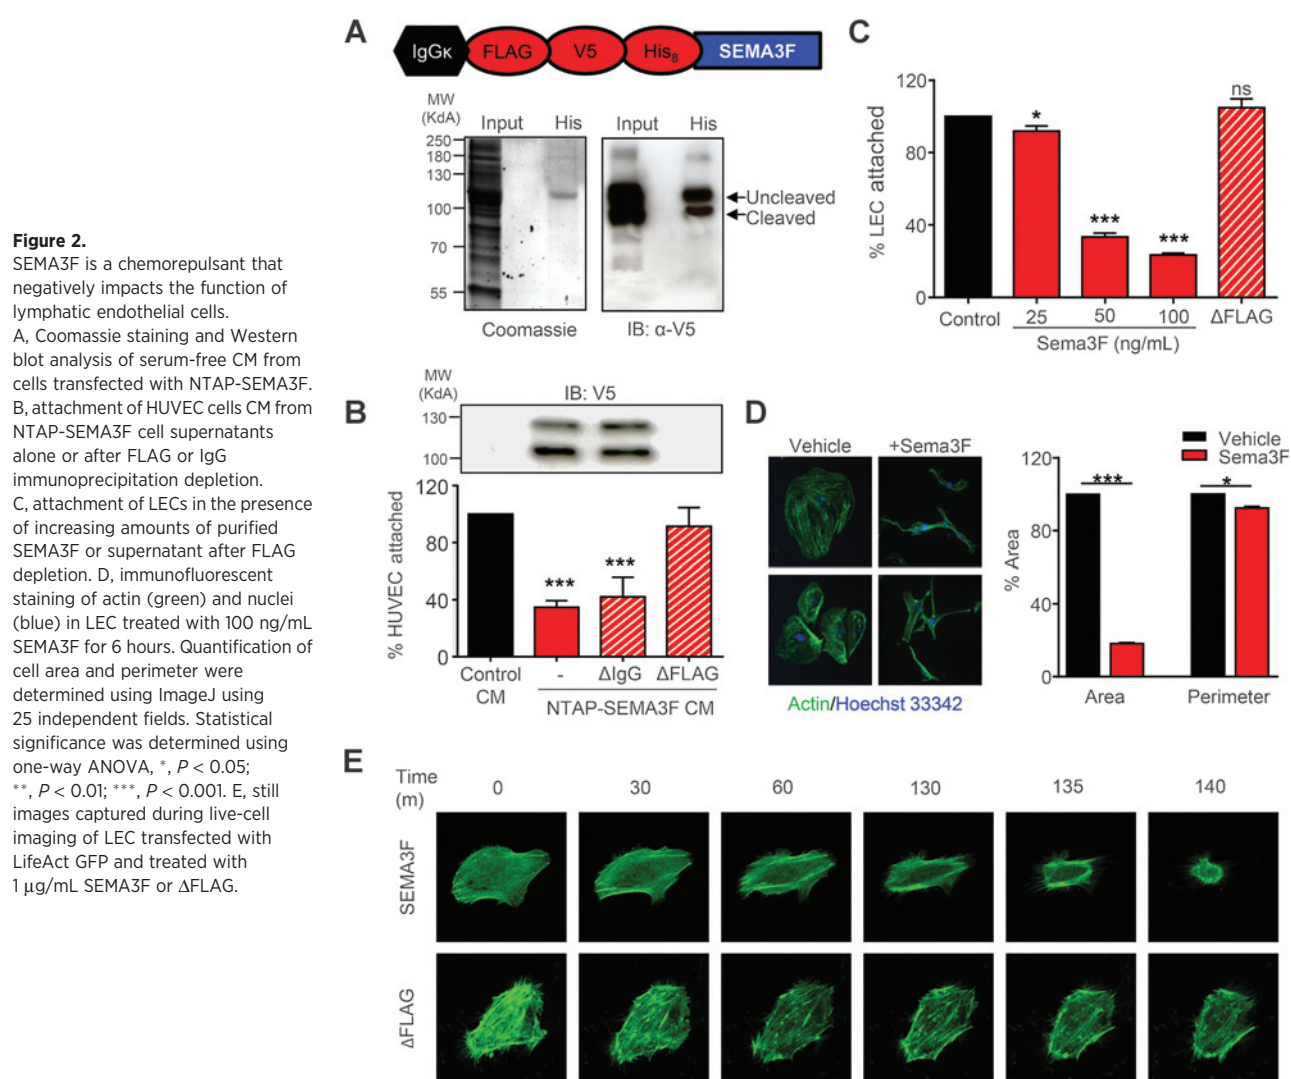 Figure 2.
SEMA3F is a chemorepulsant that
negatively impacts the function of
lymphatic endothelial cells.
A, Coomassie staining and Western
blot analysis of serum-free CM from
cells transfected with NTAP-SEMA3F.
B, attachment of HUVEC cells CM from
NTAP-SEMA3F cell supernatants
alone or after FLAG or IgG
immunoprecipitation depletion.
C, attachment of LECs in the presence
of increasing amounts of purified
SEMA3F or supernatant after FLAG
depletion. D, immunofluorescent
staining of actin (green) and nuclei
(blue) in LEC treated with 100 ng/mL
SEMA3F for 6 hours. Quantification of
cell area and perimeter were
determined using ImageJ using
25 independent fields. Statistical
significance was determined using
one-way ANOVA, *, P < 0.05;
**, P < 0.01; ***, P < 0.001. E, still
images captured during live-cell
imaging of LEC transfected with
LifeAct GFP and treated with
1 μg/mL SEMA3F or ΔFLAG.
A
IgGκ FLAG V5 His8 SEMA3F
MW
(KdA)
Input His Input His
250
180
130
100
70
55
Uncleaved
Cleaved
Coomassie IB: α-V5
B
MW
(KdA)
IB: V5
130
100
% HUVEC attached
120
80
40
0
*** ***
Control
CM
- ΔIgG ΔFLAG
NTAP-SEMA3F CM
C
% LEC attached
120
80
40
0
* *** *** ns
Control 25 50 100 ΔFLAG
Sema3F (ng/mL)
D
Vehicle +Sema3F
Actin/Hoechst 33342
Vehicle
Sema3F
% Area
120
80
40
0
*** *
Area Perimeter
E
Time
(m)
0 30 60 130 135 140
SEMA3F
ΔFLAG